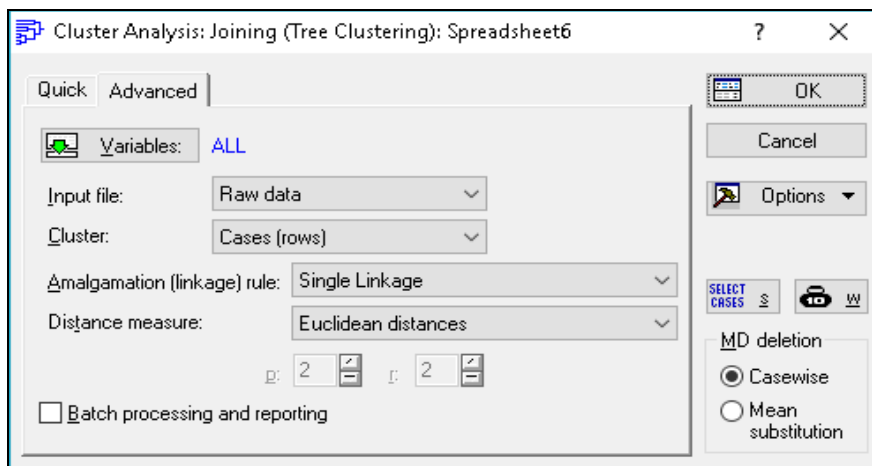 Cluster Analysis: Joining (Tree Clustering): Spreadsheet6 ? ×
Quick Advanced
OK
Variables: ALL
Cancel
Input file: Raw data
Options
Cluster: Cases (rows)
Amalgamation (linkage) rule: Single Linkage
SELECT CASES S W
Distance measure: Euclidean distances
MD deletion
p: 2 r: 2
Casewise
Batch processing and reporting
Mean
substitution